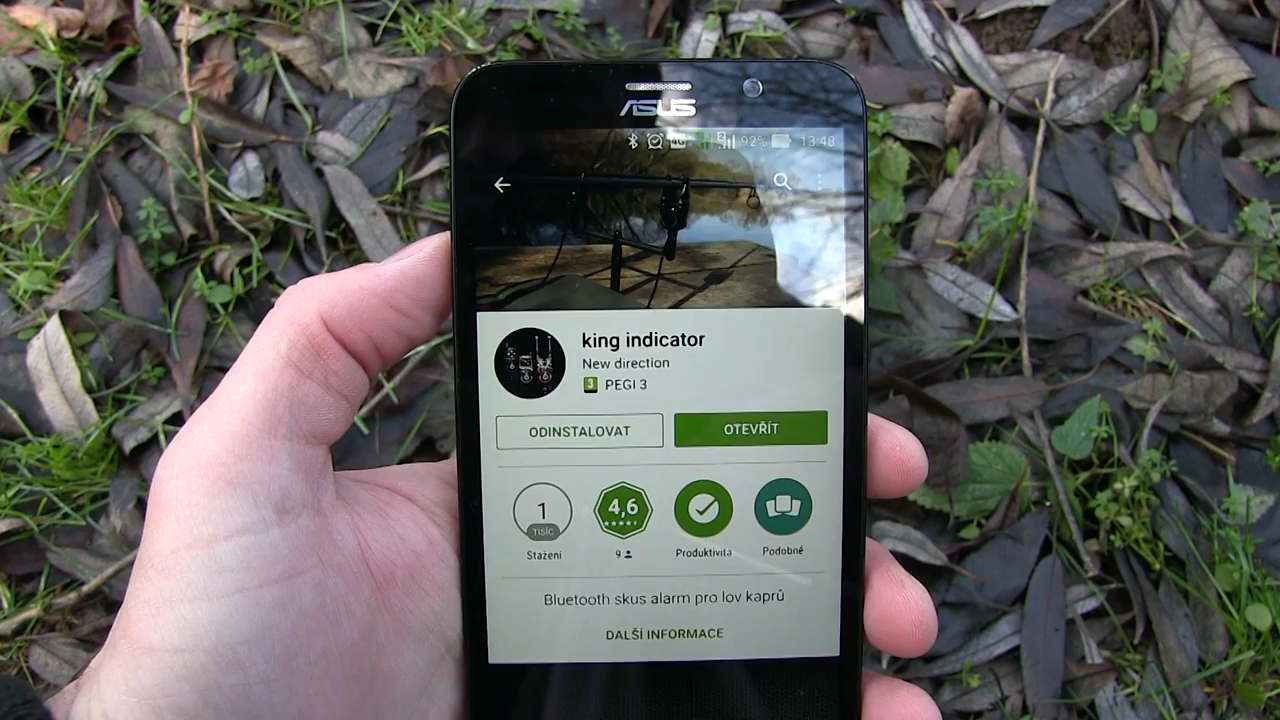 ASUS
4G 92% 13:48
king indicator
New direction
3 PEGI 3
ODINSTALOVAT
OTEVŘÍT
1
TISÍC
4,6
Stažení
9
Produktivita
Podobné
Bluetooth skus alarm pro lov kaprů
DALŠÍ INFORMACE